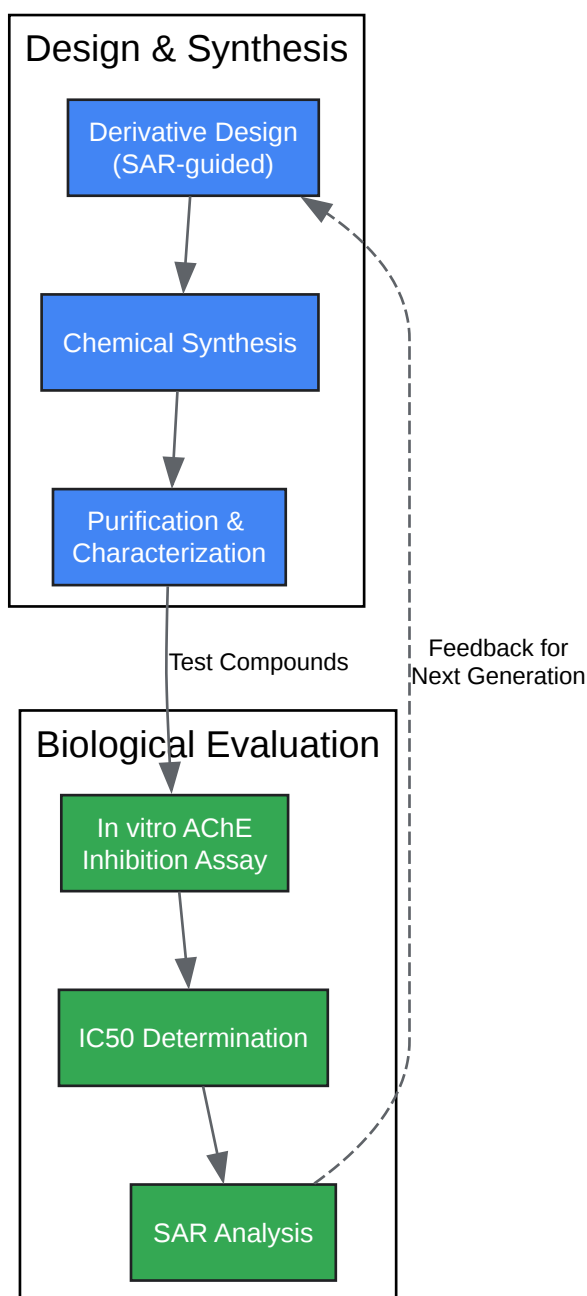 Design & Synthesis
Derivative Design
(SAR-guided)
Chemical Synthesis
Purification &
Characterization
Test Compounds
Feedback for
Next Generation
Biological Evaluation
In vitro AChE
Inhibition Assay
IC50 Determination
SAR Analysis